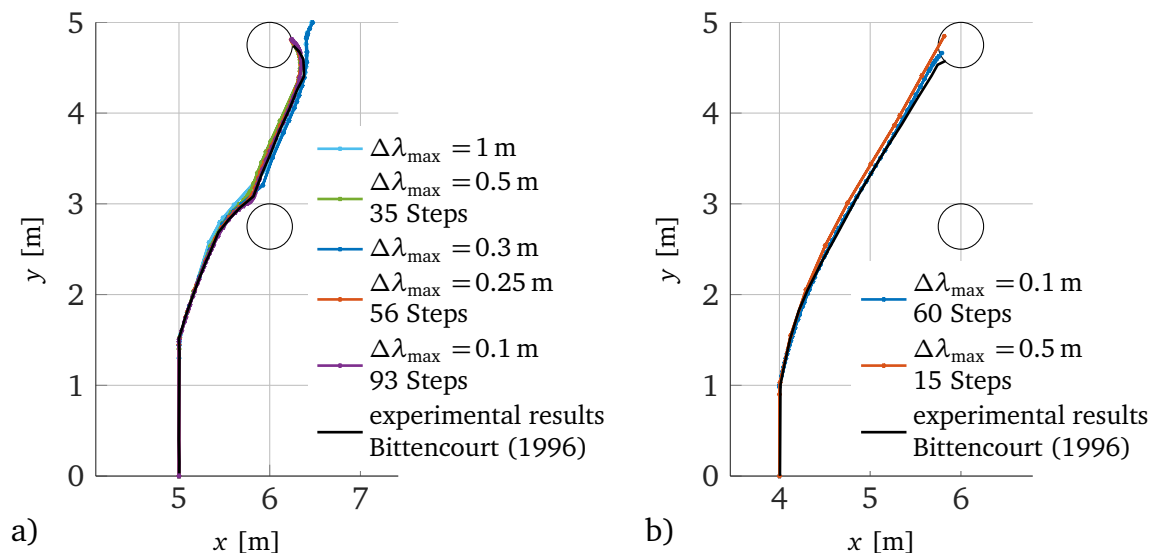 5
4
3
2
1
0
y [m]
5
6
7
x [m]
a)
Δλmax = 1 m
Δλmax = 0.5 m
35 Steps
Δλmax = 0.3 m
Δλmax = 0.25 m
56 Steps
Δλmax = 0.1 m
93 Steps
experimental results
Bittencourt (1996)
5
4
3
2
1
0
y [m]
4
5
6
x [m]
b)
Δλmax = 0.1 m
60 Steps
Δλmax = 0.5 m
15 Steps
experimental results
Bittencourt (1996)